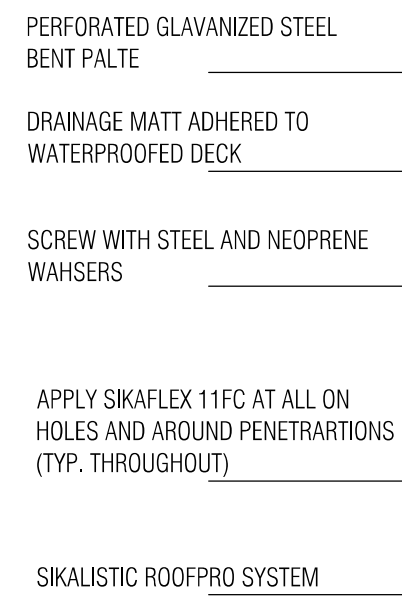 PERFORATED GLAVANIZED STEEL
BENT PALTE
DRAINAGE MATT ADHERED TO
WATERPROOFED DECK
SCREW WITH STEEL AND NEOPRENE
WAHSERS
APPLY SIKAFLEX 11FC AT ALL ON
HOLES AND AROUND PENETRARTIONS
(TYP. THROUGHOUT)
SIKALISTIC ROOFPRO SYSTEM